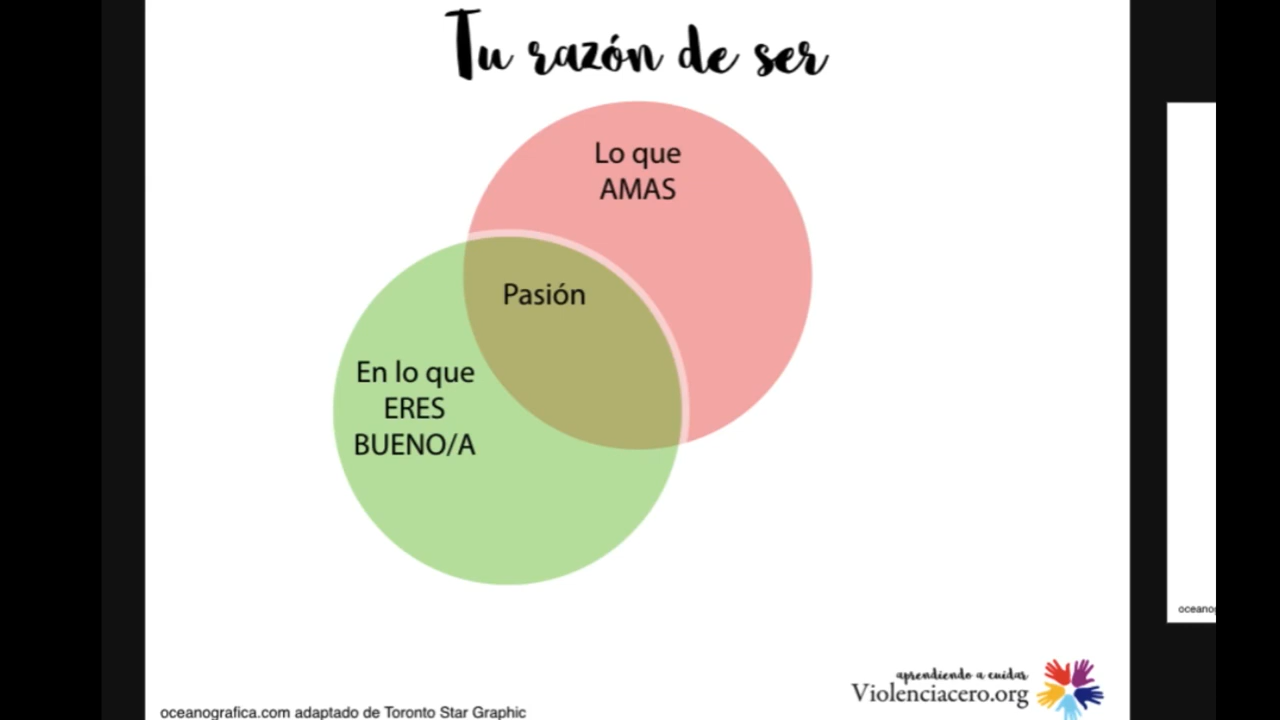 Tu razón de ser
Lo que
AMAS
Pasión
En lo que
ERES
BUENO/A
aprendiendo a cuidar
Violenciacero.org
oceanografica.com adaptado de Toronto Star Graphic